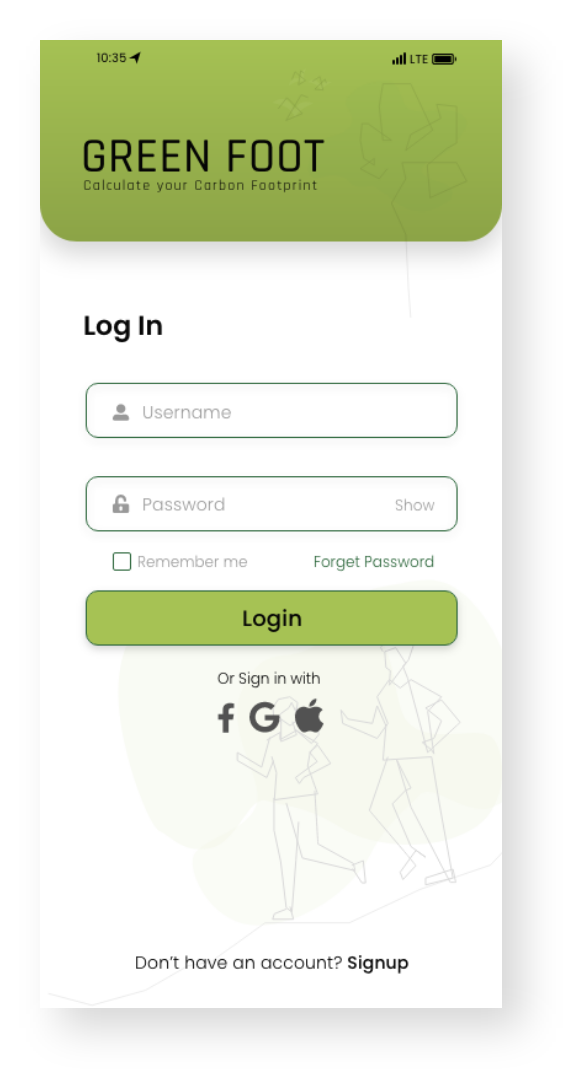 10:35 LTE
GREEN FOOT
Calculate your Carbon Footprint
Log In
Username
Password Show
Remember me Forget Password
Login
Or Sign in with
Don't have an account? Signup